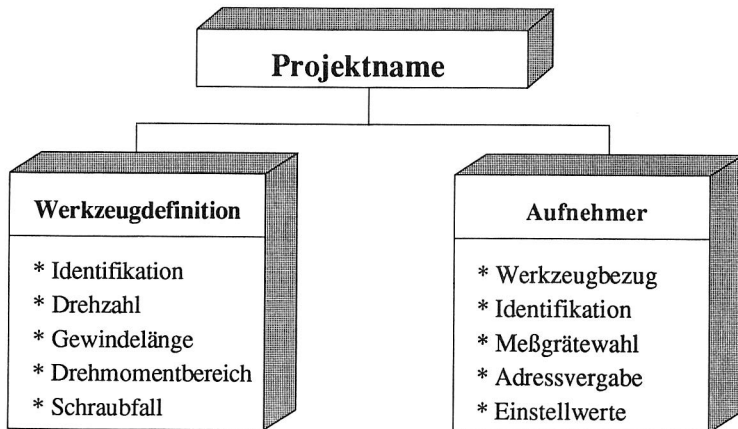 Projektname
Werkzeugdefinition
* Identifikation
* Drehzahl
* Gewindelänge
* Drehmomentbereich
* Schraubfall
Aufnehmer
* Werkzeugbezug
* Identifikation
* Meßgrätewahl
* Adressvergabe
* Einstellwerte